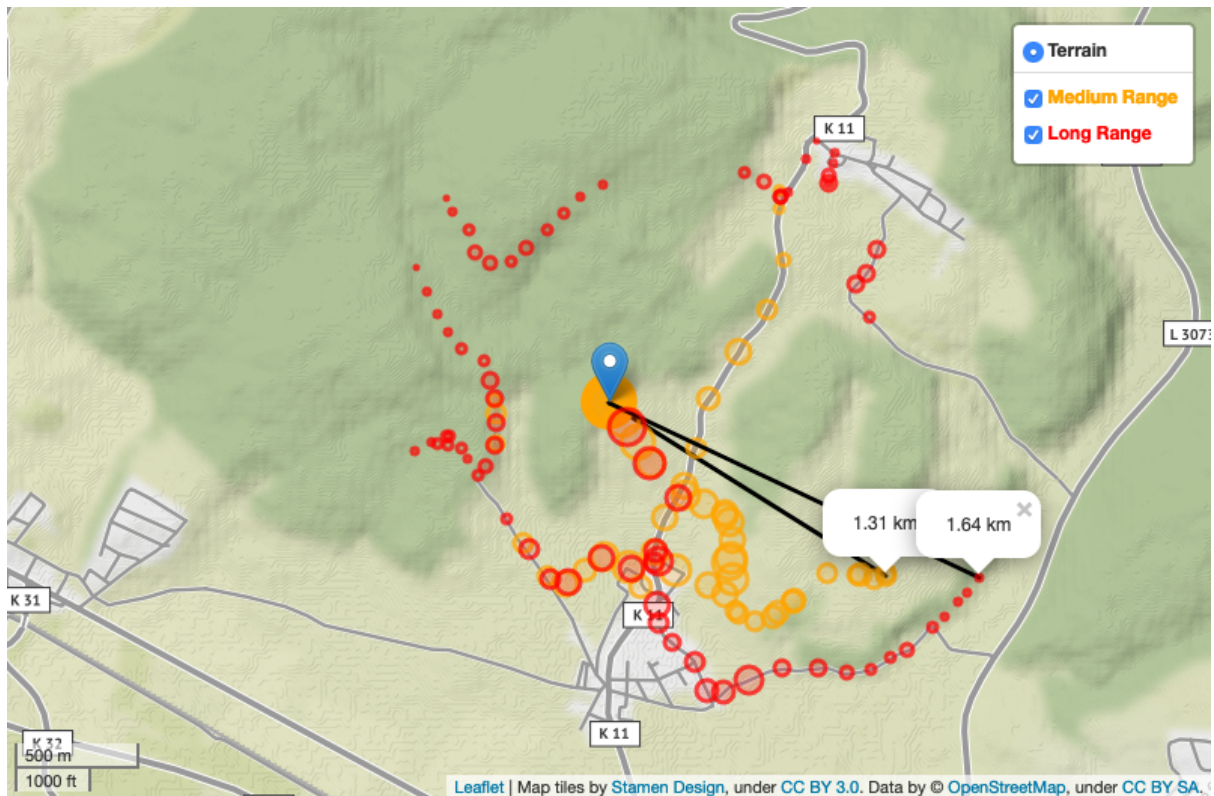 Terrain
Medium Range
Long Range
K 11
L 3073
1.31 km
1.64 km
×
K 31
K 11
K 11
K 32
500 m
1000 ft
Leaflet | Map tiles by Stamen Design, under CC BY 3.0. Data by © OpenStreetMap, under CC BY SA.